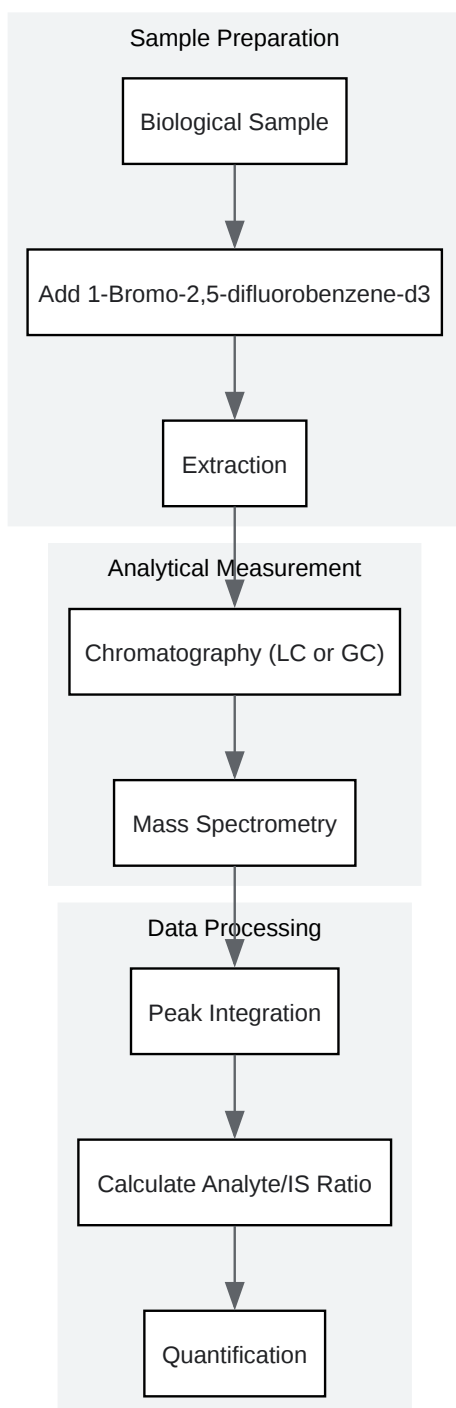 Sample Preparation
Biological Sample
Add 1-Bromo-2,5-difluorobenzene-d3
Extraction
Analytical Measurement
Chromatography (LC or GC)
Mass Spectrometry
Data Processing
Peak Integration
Calculate Analyte/IS Ratio
Quantification